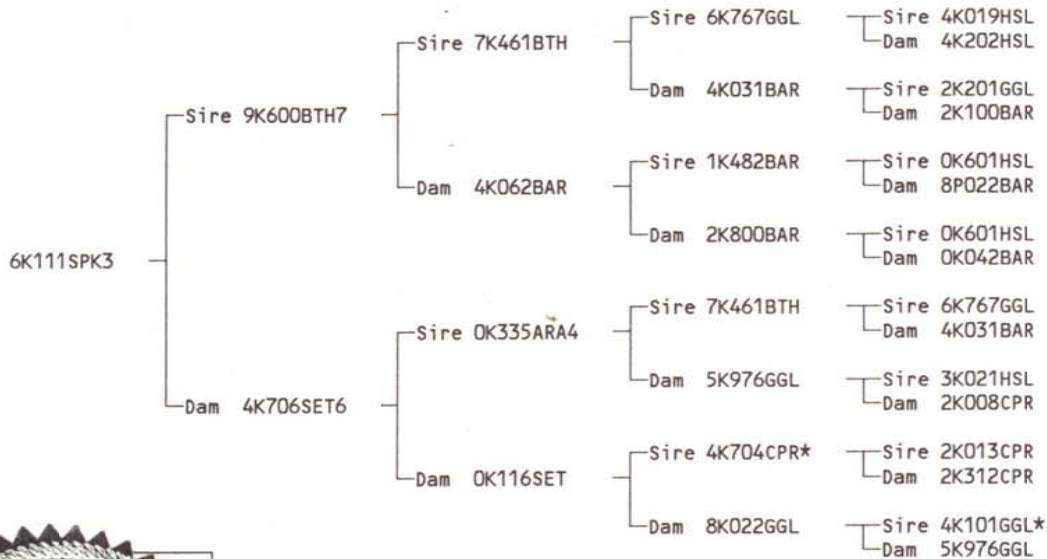 Sire 6K767GGL Sire 4K019HSL
Sire 7K461BTH Dam 4K202HSL
Dam 4K031BAR Sire 2K201GGL
Sire 9K600BTH7 Dam 2K100BAR
Sire 1K482BAR Sire 0K601HSL
Dam 4K062BAR Dam 8P022BAR
Dam 2K800BAR Sire 0K601HSL
6K111SPK3 Dam 0K042BAR
Sire 7K461BTH Sire 6K767GGL
Sire 0K335ARA4 Dam 4K031BAR
Dam 5K976GGL Sire 3K021HSL
Dam 4K706SET6 Dam 2K008CPR
Sire 4K704CPR* Sire 2K013CPR
Dam 0K116SET Dam 2K312CPR
Dam 8K022GGL Sire 4K101GGL*
Dam 5K976GGL